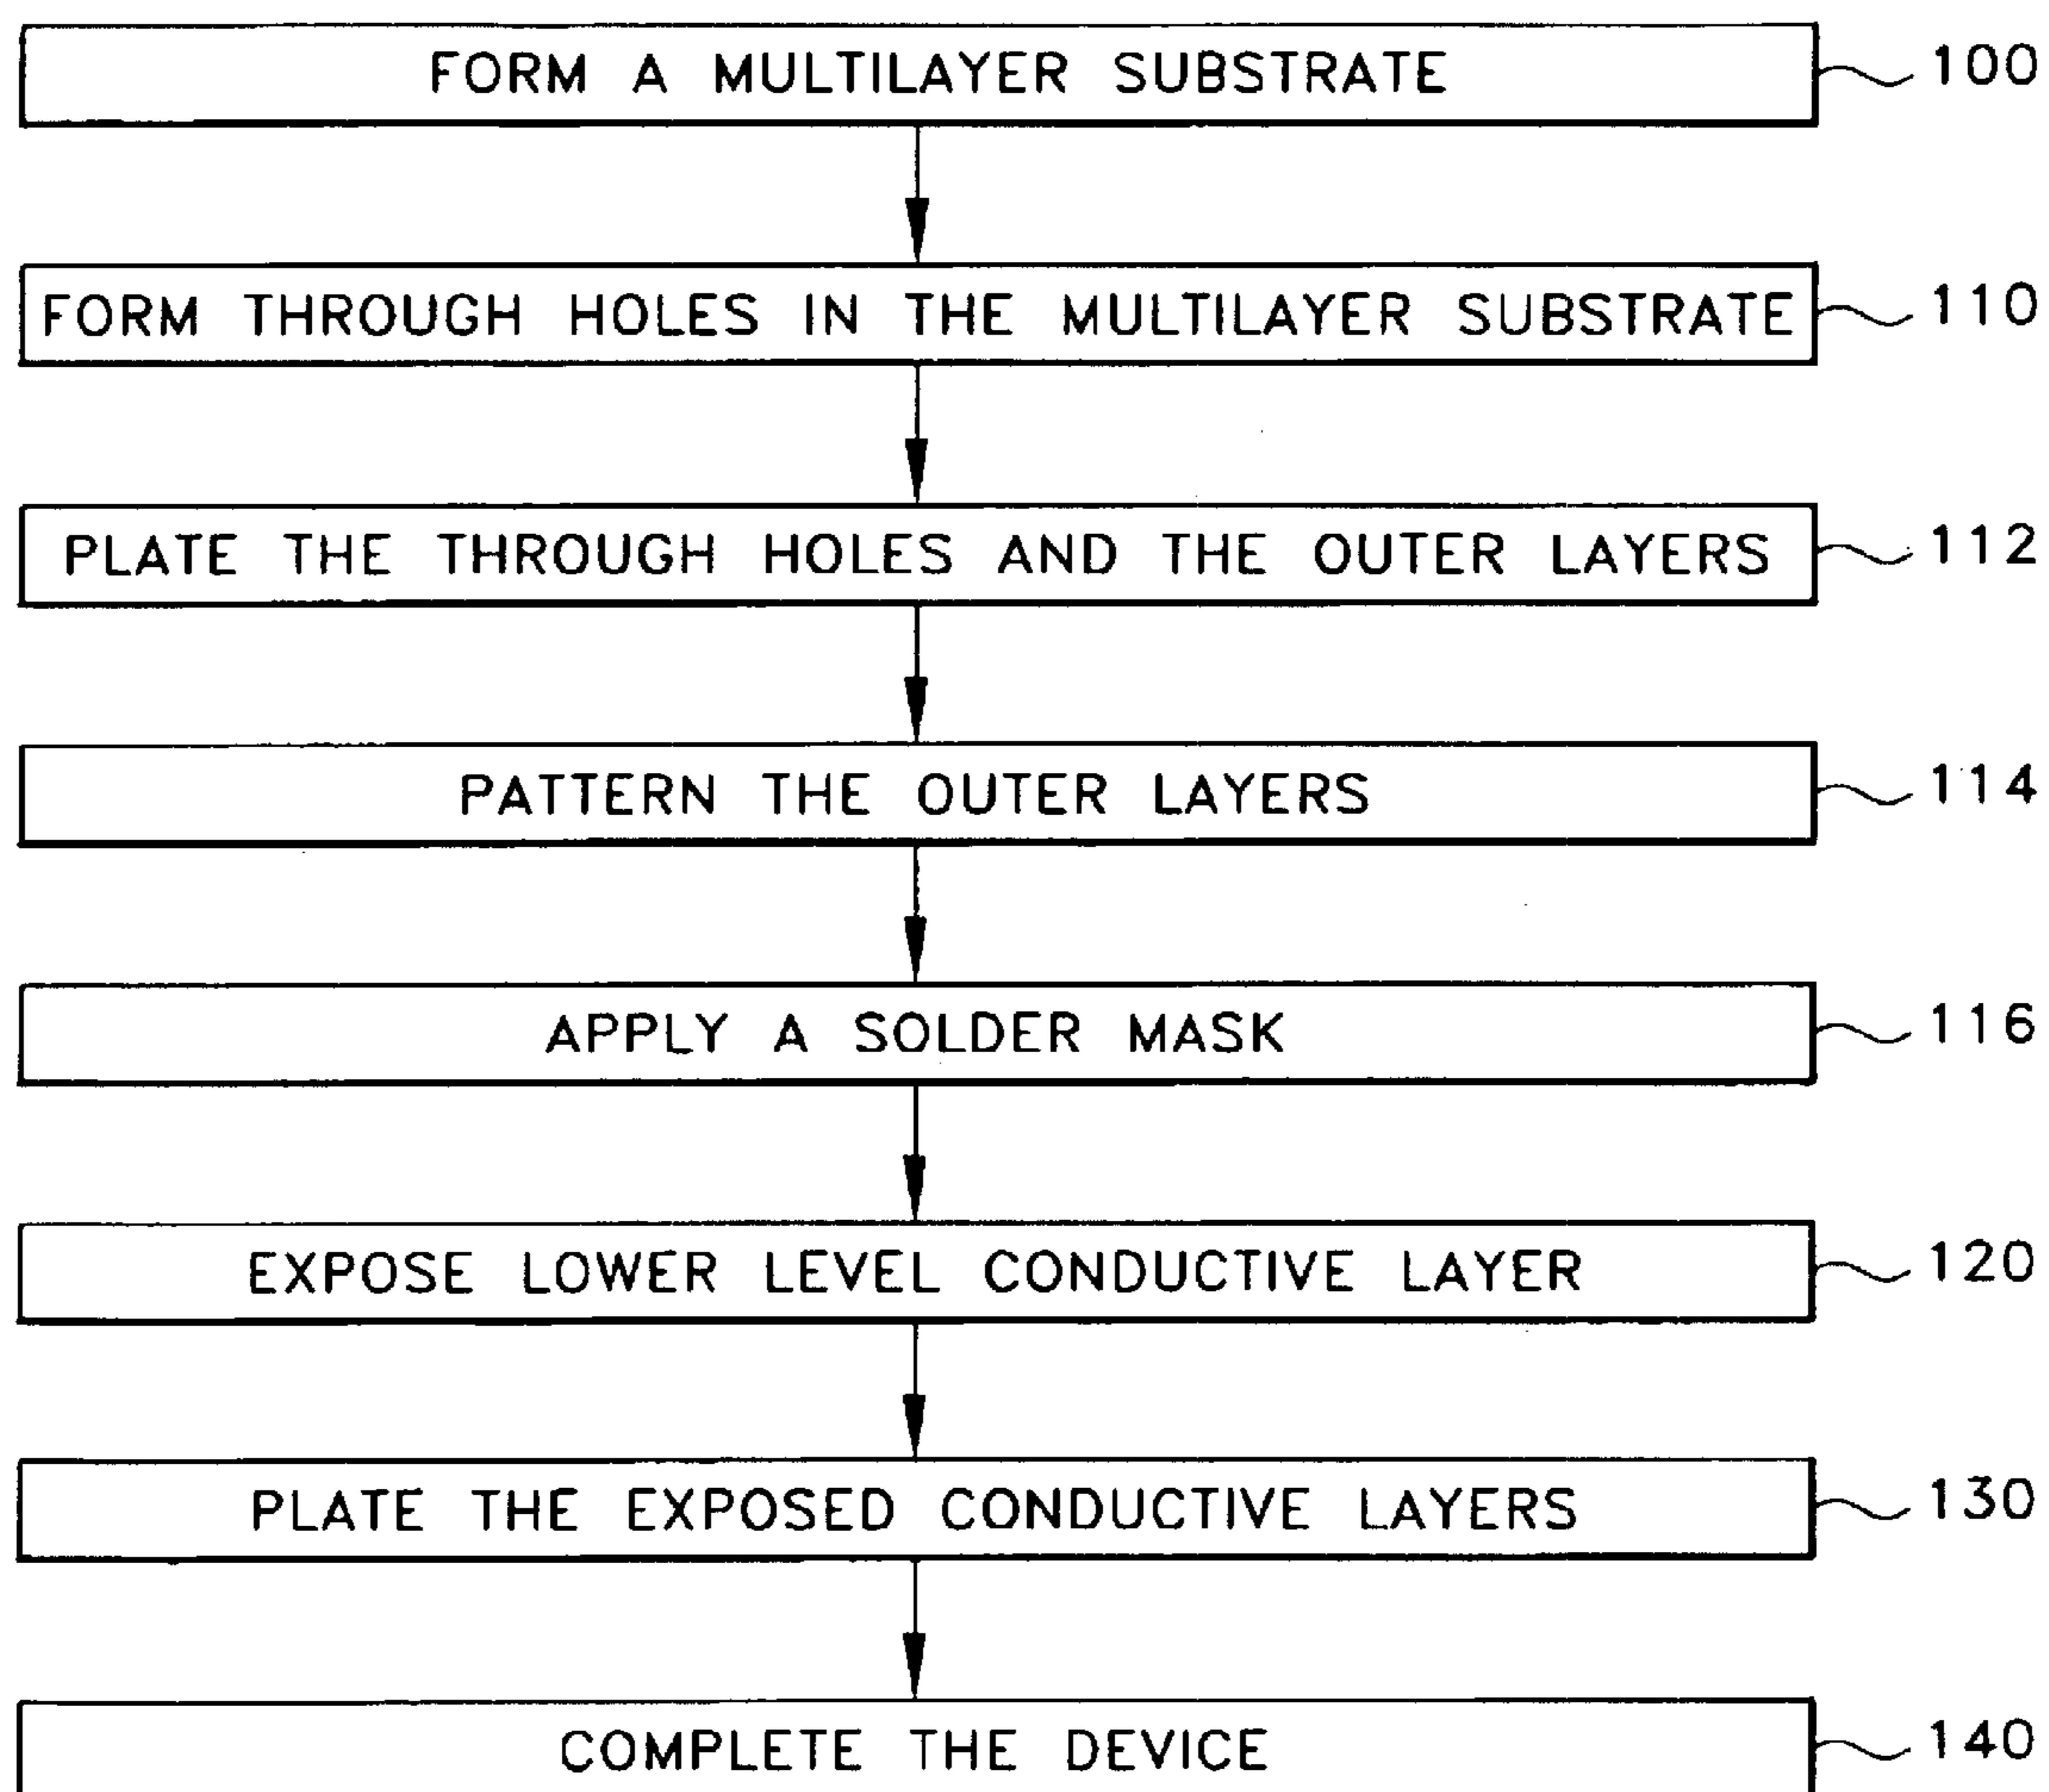 FORM A MULTILAYER SUBSTRATE 100
FORM THROUGH HOLES IN THE MULTILAYER SUBSTRATE 110
PLATE THE THROUGH HOLES AND THE OUTER LAYERS 112
PATTERN THE OUTER LAYERS 114
APPLY A SOLDER MASK 116
EXPOSE LOWER LEVEL CONDUCTIVE LAYER 120
PLATE THE EXPOSED CONDUCTIVE LAYERS 130
COMPLETE THE DEVICE 140